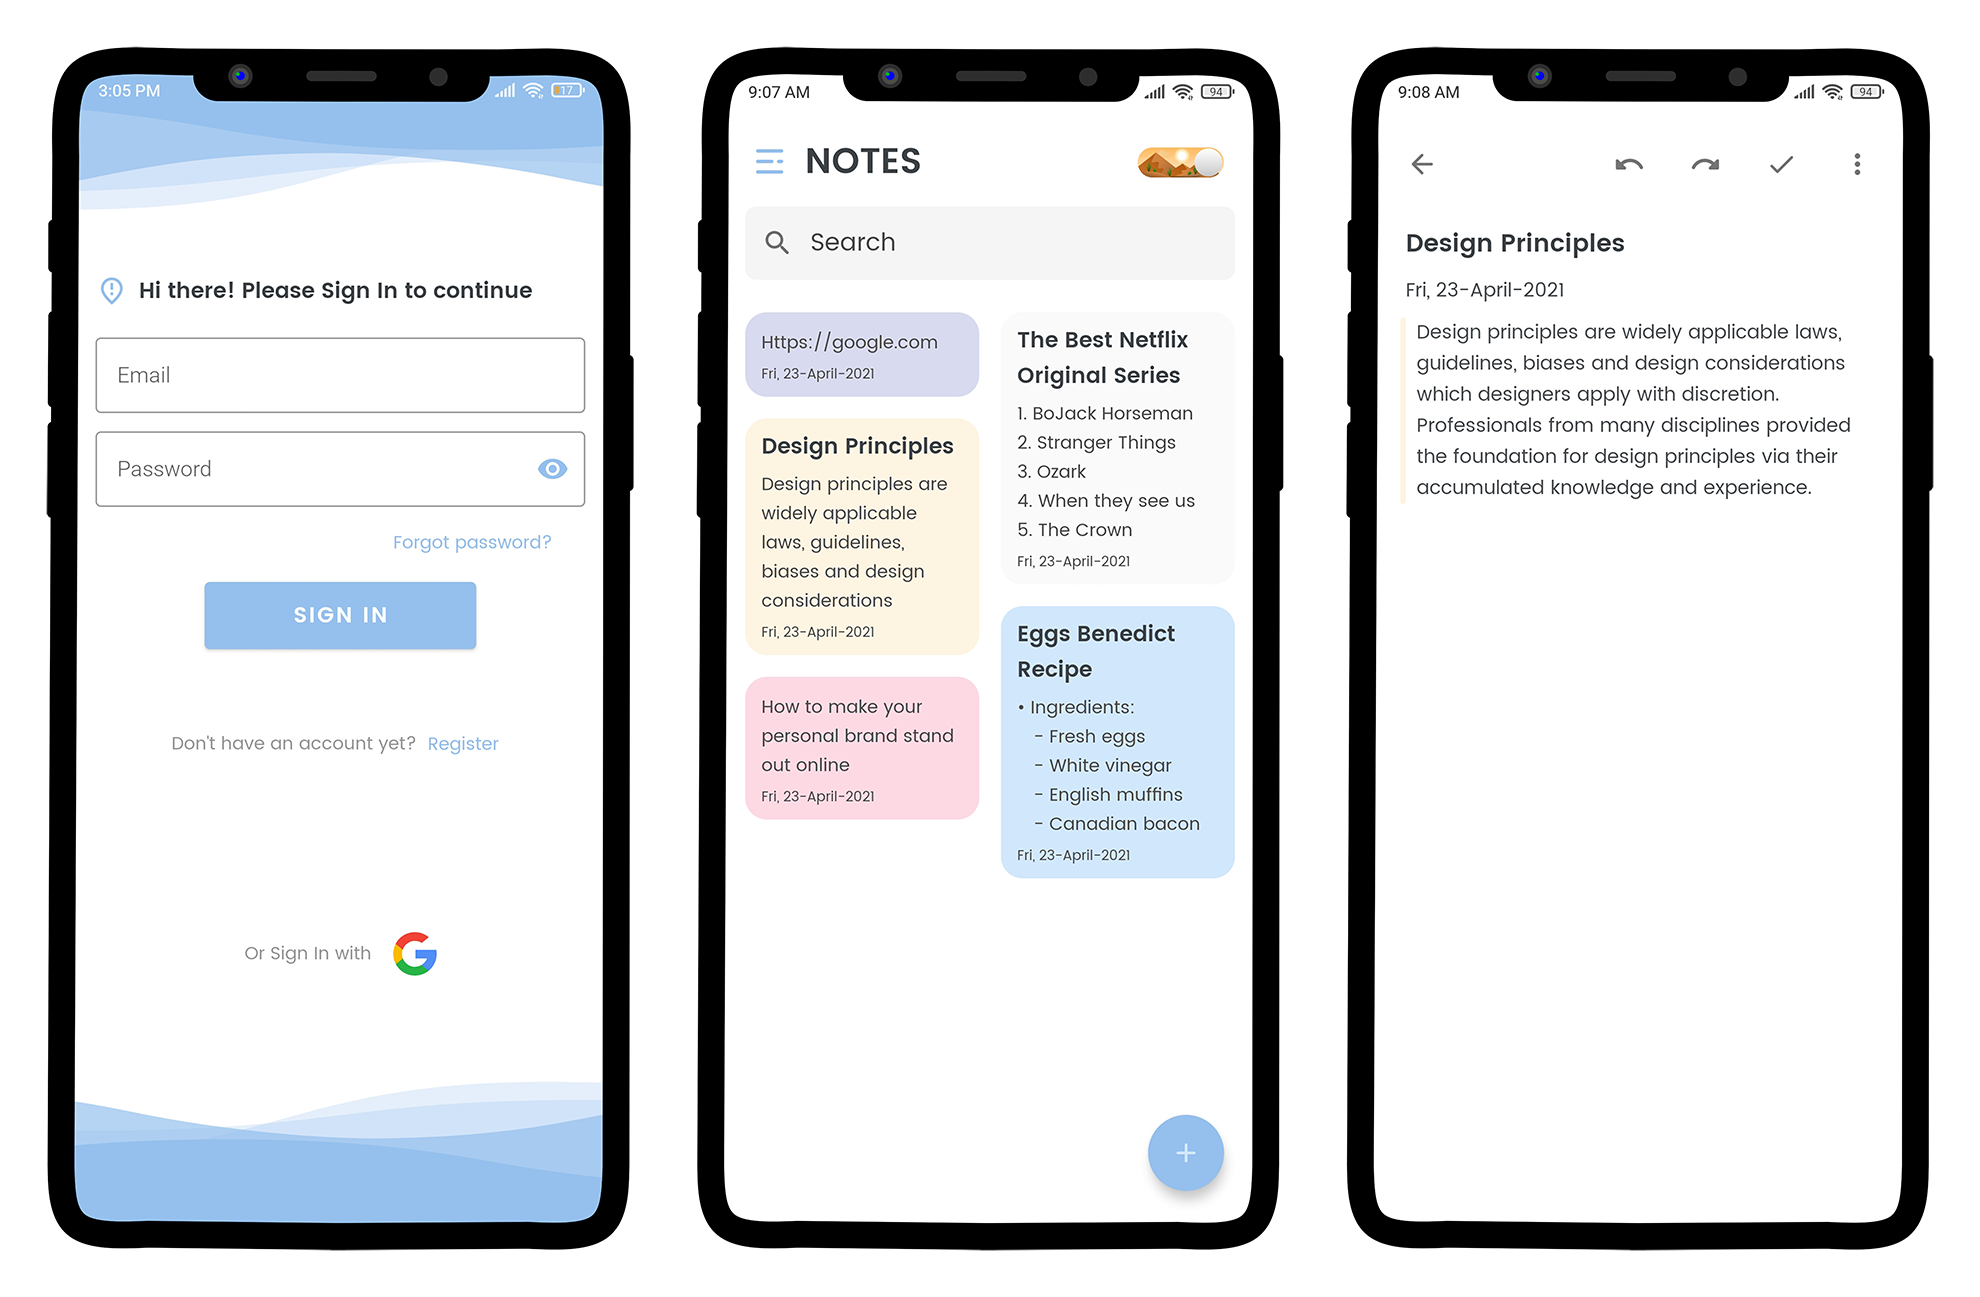 3:05 PM
17
Hi there! Please Sign In to continue
Email
Password
Forgot password?
SIGN IN
Don't have an account yet? Register
Or Sign In with
9:07 AM
94
NOTES
Search
Https://google.com
Fri, 23-April-2021
Design Principles
Design principles are
widely applicable
laws, guidelines,
biases and design
considerations
Fri, 23-April-2021
How to make your
personal brand stand
out online
Fri, 23-April-2021
The Best Netflix
Original Series
1. BoJack Horseman
2. Stranger Things
3. Ozark
4. When they see us
5. The Crown
Fri, 23-April-2021
Eggs Benedict
Recipe
• Ingredients:
- Fresh eggs
- White vinegar
- English muffins
- Canadian bacon
Fri, 23-April-2021
9:08 AM
94
Design Principles
Fri, 23-April-2021
Design principles are widely applicable laws,
guidelines, biases and design considerations
which designers apply with discretion.
Professionals from many disciplines provided
the foundation for design principles via their
accumulated knowledge and experience.